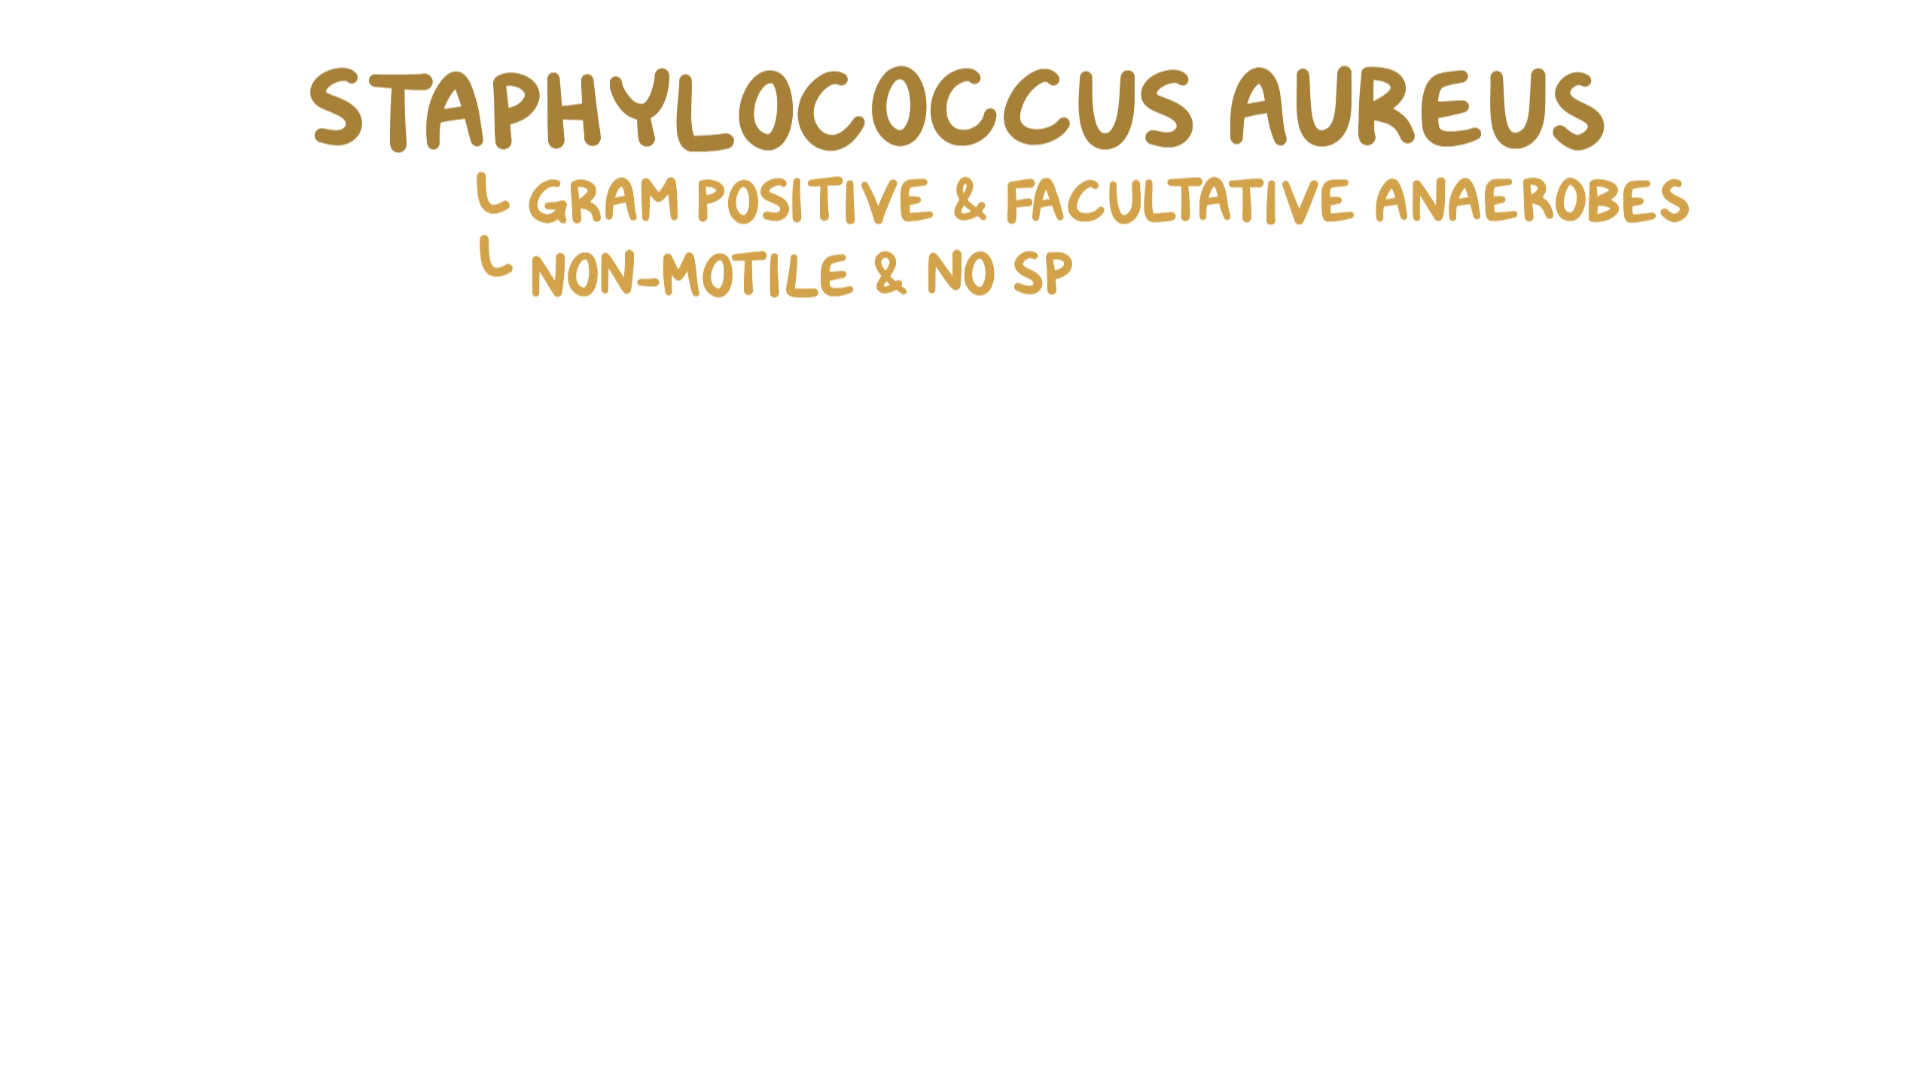 STAPHYLOCOCCUS AUREUS
GRAM POSITIVE & FACULTATIVE ANAEROBES
NON-MOTILE & NO SP